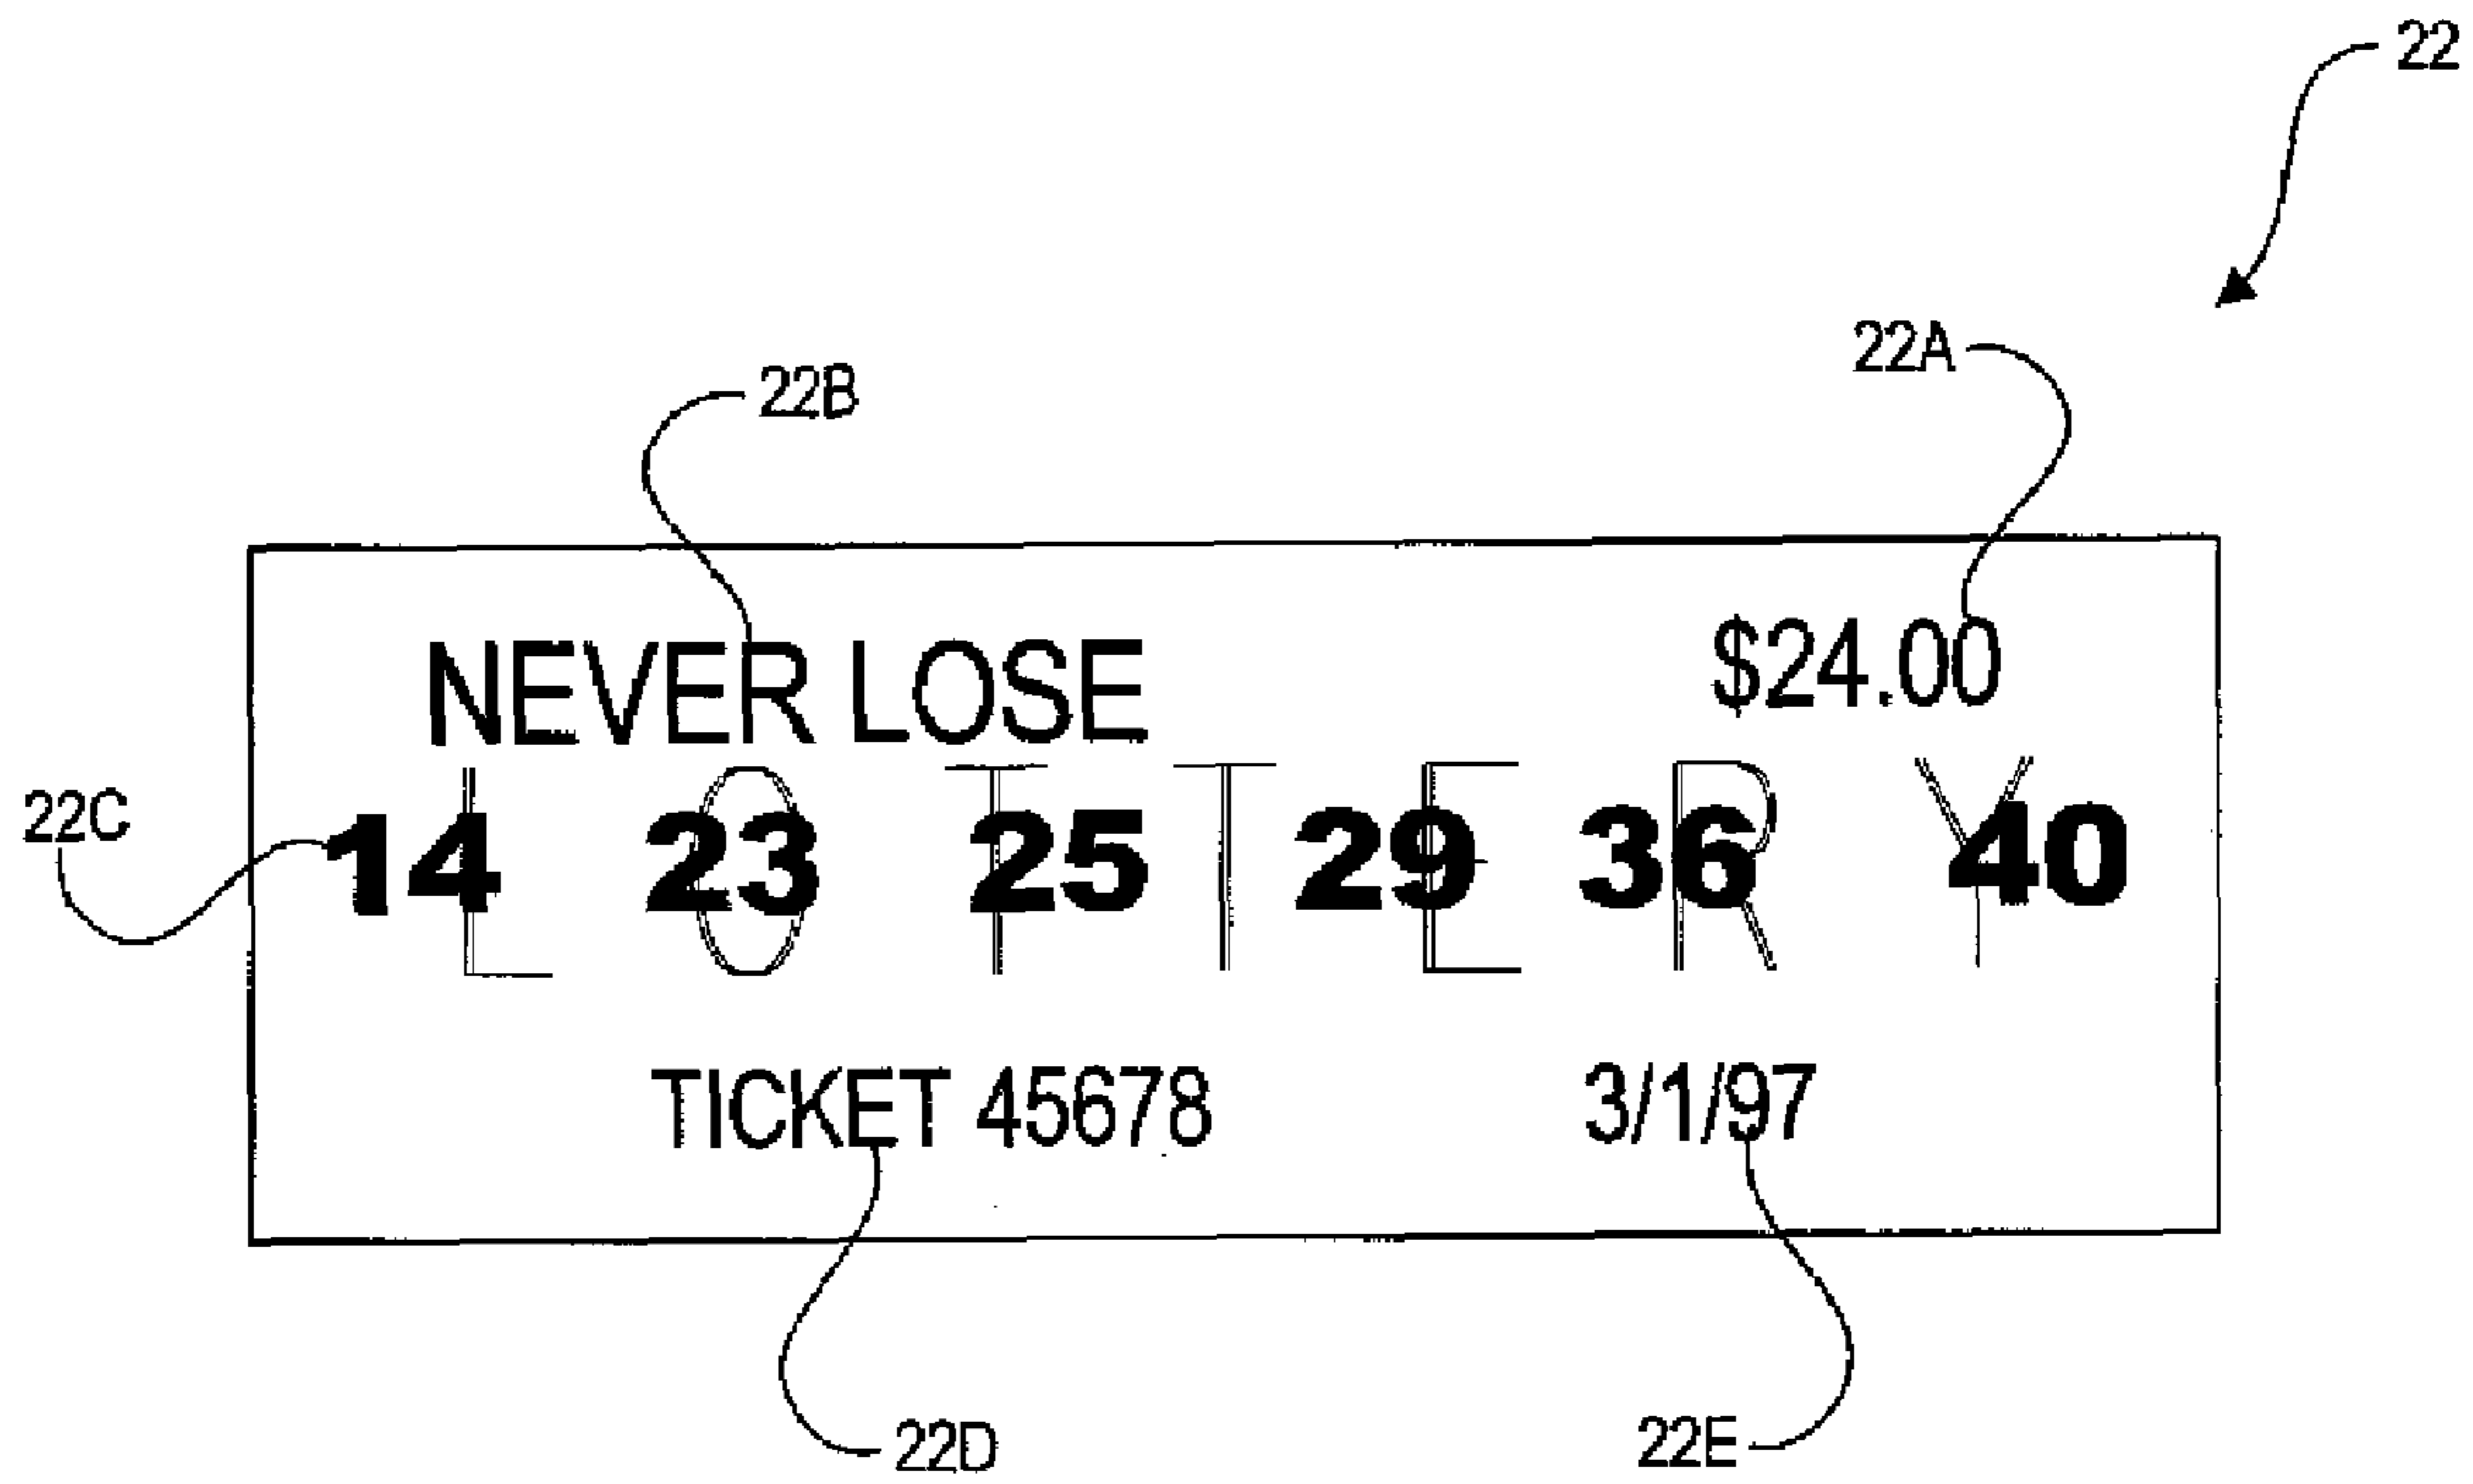 22
22A
22B
NEVER LOSE $24.00
LOTTERY
22C
14 23 25 29 36 40
TICKET 45678 3/1/97
22D 22E